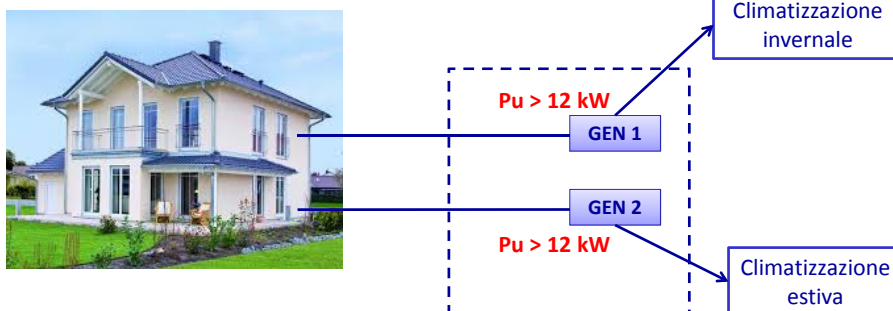 Climatizzazione
invernale
Pu > 12 kW
GEN 1
GEN 2
Pu > 12 kW
Climatizzazione
estiva